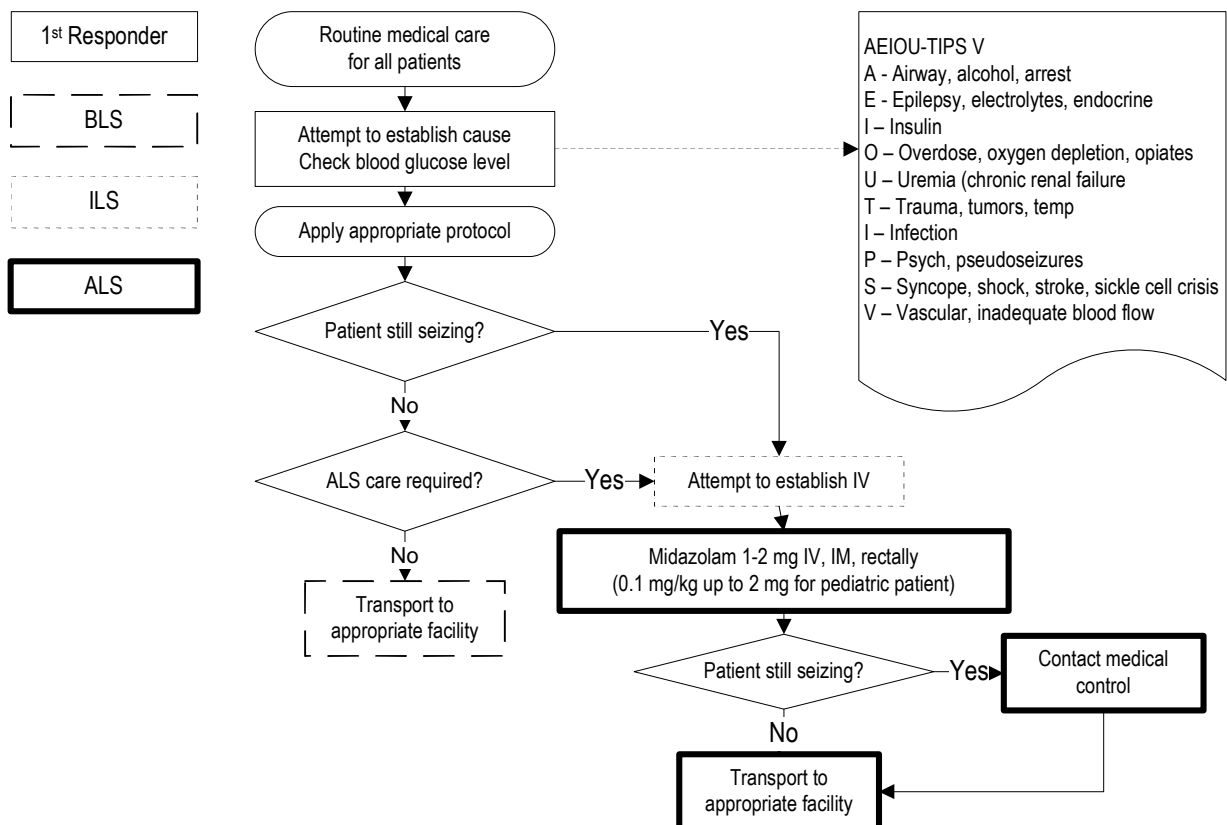 1st Responder
BLS
ILS
ALS
Routine medical care
for all patients
Attempt to establish cause
Check blood glucose level
Apply appropriate protocol
Patient still seizing?
Yes
No
ALS care required?
Yes
Attempt to establish IV
No
Transport to
appropriate facility
Midazolam 1-2 mg IV, IM, rectally
(0.1 mg/kg up to 2 mg for pediatric patient)
Patient still seizing?
Yes
Contact medical
control
No
Transport to
appropriate facility
AEIOU-TIPS V
A - Airway, alcohol, arrest
E - Epilepsy, electrolytes, endocrine
I – Insulin
O – Overdose, oxygen depletion, opiates
U – Uremia (chronic renal failure
T – Trauma, tumors, temp
I – Infection
P – Psych, pseudoseizures
S – Syncope, shock, stroke, sickle cell crisis
V – Vascular, inadequate blood flow